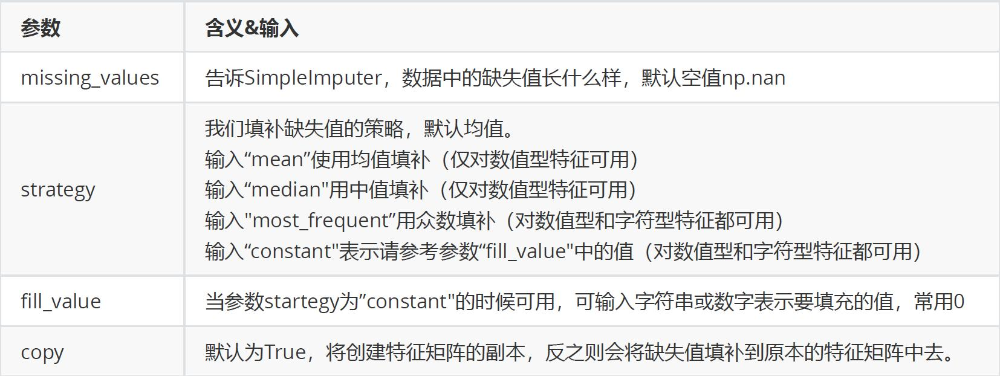 参数
含义&输入
missing_values
告诉SimpleImputer，数据中的缺失值长什么样，默认空值np.nan
strategy
我们填补缺失值的策略，默认均值。
输入“mean”使用均值填补（仅对数值型特征可用）
输入“median"用中值填补（仅对数值型特征可用）
输入"most_frequent”用众数填补（对数值型和字符型特征都可用）
输入“constant"表示请参考参数“fill_value"中的值（对数值型和字符型特征都可用）
fill_value
当参数startegy为”constant"的时候可用，可输入字符串或数字表示要填充的值，常用0
copy
默认为True，将创建特征矩阵的副本，反之则会将缺失值填补到原本的特征矩阵中去。